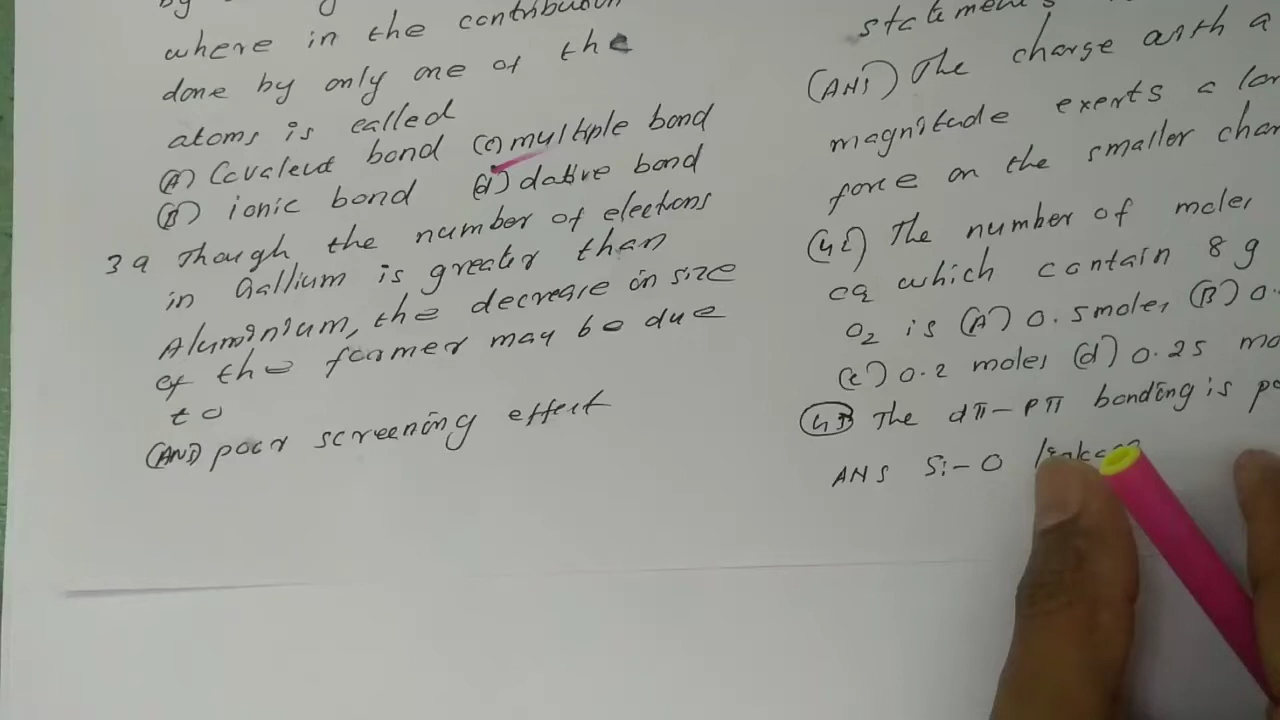 by
where in the contribution
done by only one of the
atoms is called
(A) Covalent bond (c) multiple bond
(B) ionic bond (d) dative bond
39 Though the number of electrons
in Gallium is greater than
Aluminium, the decrease in size
of the former may be due
to
(ANS) poor screening effect
statement
(ANS) The charge with a
magnitude exerts a
force on the smaller
The number of moles
which contain 8 g
O2 is (A) 0.5 moles (B) 0.
(c) 0.2 moles (d) 0.25
The dπ-Pπ bonding is
ANS Si-O